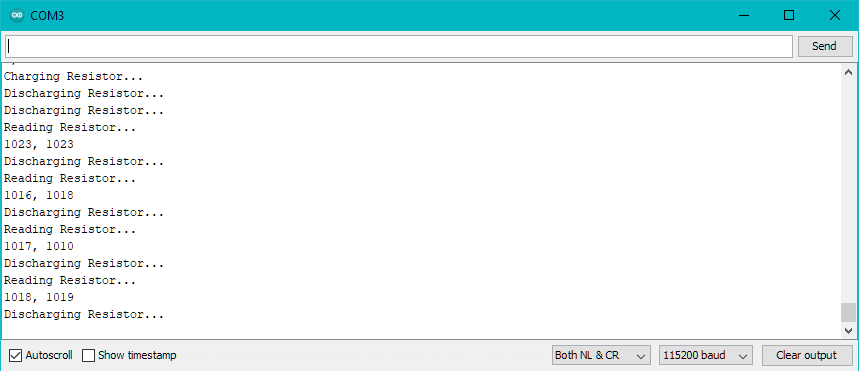 COM3
Send
Charging Resistor...
Discharging Resistor...
Discharging Resistor...
Reading Resistor...
1023, 1023
Discharging Resistor...
Reading Resistor...
1016, 1018
Discharging Resistor...
Reading Resistor...
1017, 1010
Discharging Resistor...
Reading Resistor...
1018, 1019
Discharging Resistor...
Autoscroll Show timestamp Both NL & CR 115200 baud Clear output